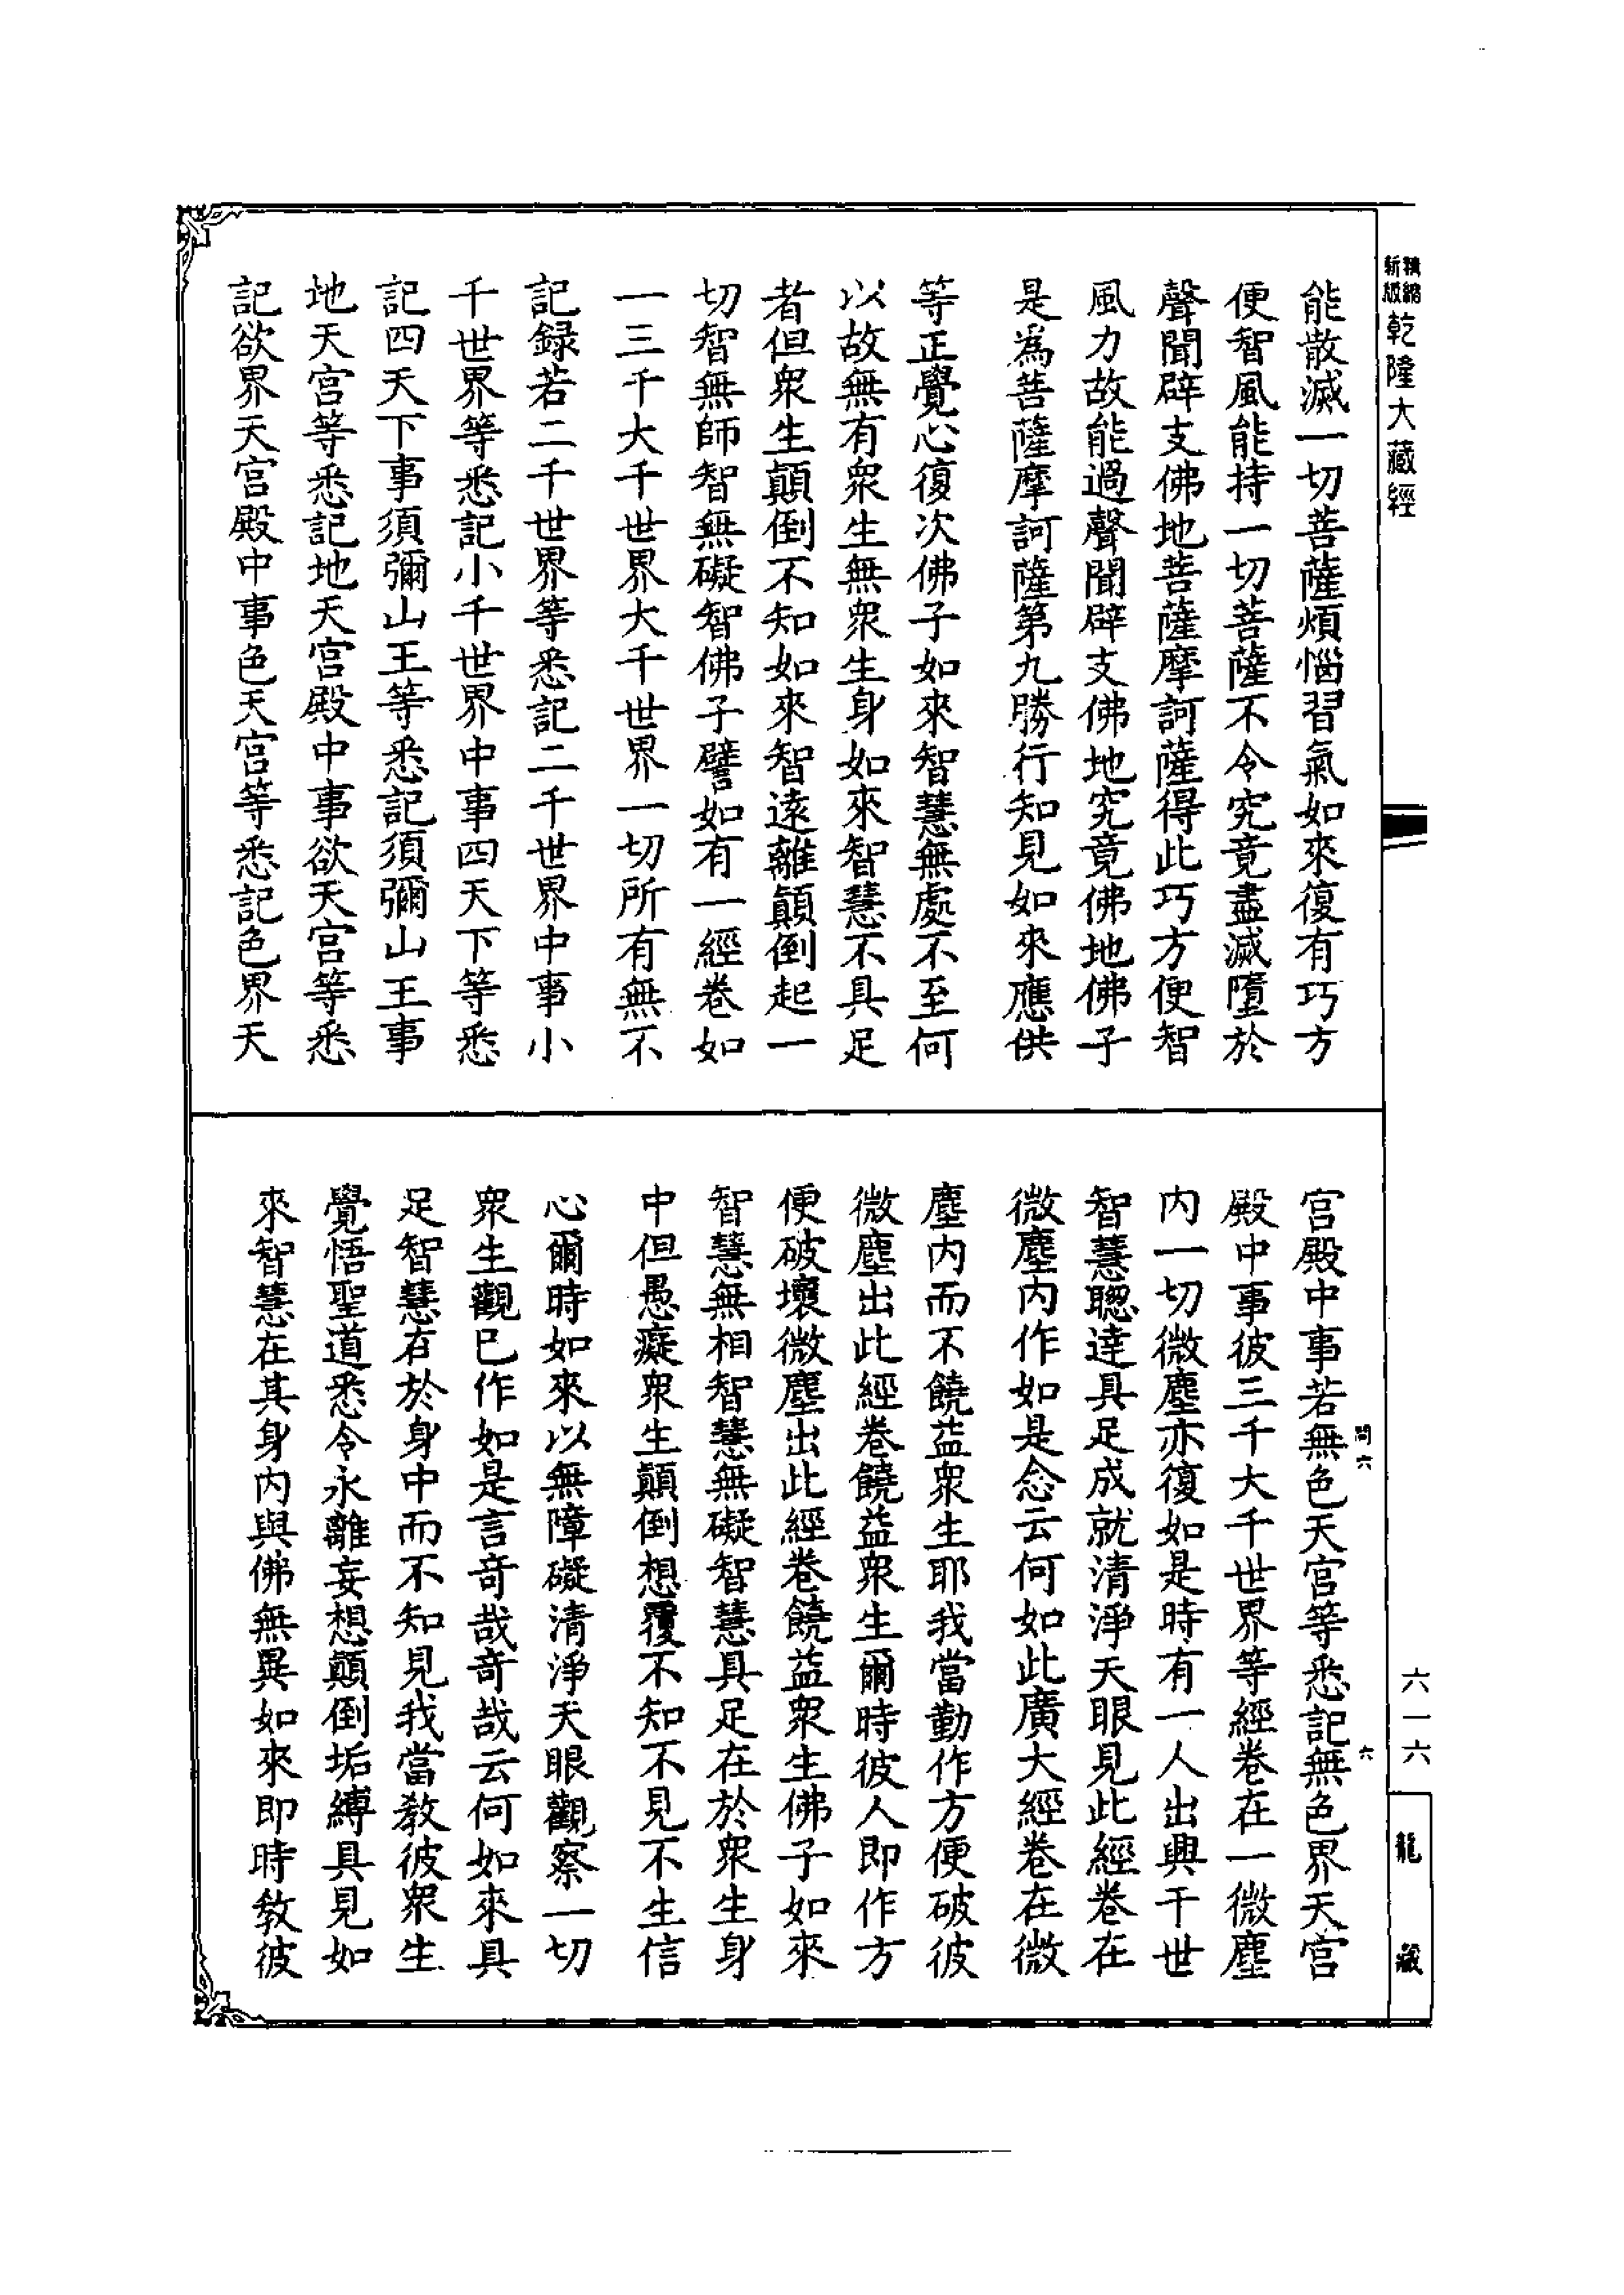 精縮
新版
乾隆大藏經
能散滅一切菩薩煩惱習氣如來復有巧方
便智風能持一切菩薩不令究竟盡滅墮於
聲聞辟支佛地菩薩摩訶薩得此巧方便智
風力故能過聲聞辟支佛地究竟佛地佛子
是為菩薩摩訶薩第九勝行知見如來應供
等正覺心復次佛子如來智慧無處不至何
以故無有衆生無衆生身如來智慧不具足
者但衆生顛倒不知如來智遠離顛倒起一
切智無師智無礙智佛子譬如有一經卷如
一三千大千世界大千世界一切所有無不
記録若二千世界等悉記二千世界中事小
千世界等悉記小千世界中事四天下等悉
記四天下事須彌山王等悉記須彌山王事
地天宮等悉記地天宮殿中事欲天宮等悉
記欲界天宮殿中事色天宮等悉記色界天
宮殿中事若無色天宮等悉記無色界天宮
殿中事彼三千大千世界等經卷在一微塵
内一切微塵亦復如是時有一人出興于世
智慧聰達具足成就清淨天眼見此經卷在
微塵内作如是念云何如此廣大經卷在微
塵内而不饒益衆生耶我當勤作方便破彼
微塵出此經卷饒益衆生爾時彼人即作方
便破壞微塵出此經卷饒益衆生佛子如來
智慧無相智慧無礙智慧具足在於衆生身
中但愚癡衆生顛倒想覆不知不見不生信
心爾時如來以無障礙清淨天眼觀察一切
衆生觀已作如是言奇哉奇哉云何如來具
足智慧在於身中而不知見我當教彼衆生
覺悟聖道悉令永離妄想顛倒垢縛具見如
來智慧在其身内與佛無異如來即時教彼
問六
六
六一六
龍藏